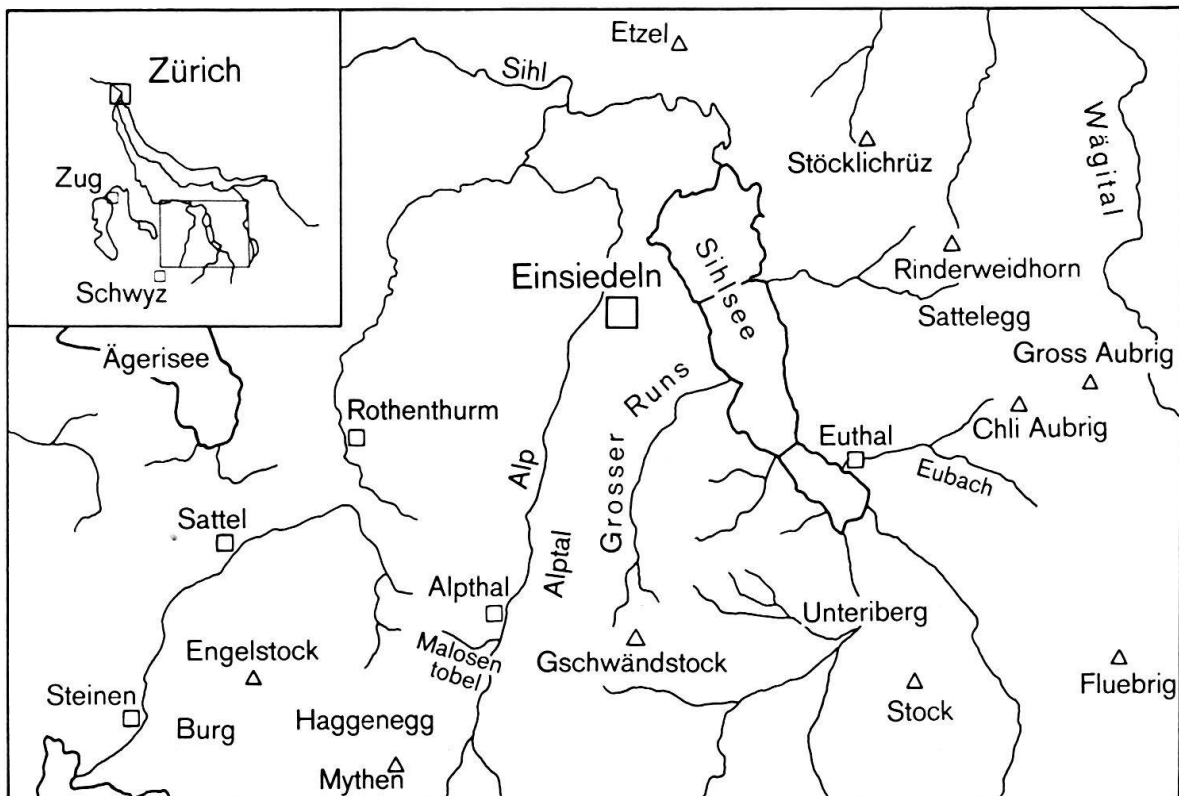 Zürich
Zug
Schwyz
Etzel
Sihl
Stöcklichrüz
Wägital
Rinderweidhorn
Sattelegg
Sihlsee
Einsiedeln
Ägerisee
Rothenthurm
Gross Aubrig
Chli Aubrig
Euthal
Eubach
Grosser Runs
Alp
Alptal
Sattel
Alpthal
Malosen
tobel
Unteriberg
Engelstock
Gschwändstock
Fluebrig
Stock
Steinen
Burg
Haggenegg
Mythen